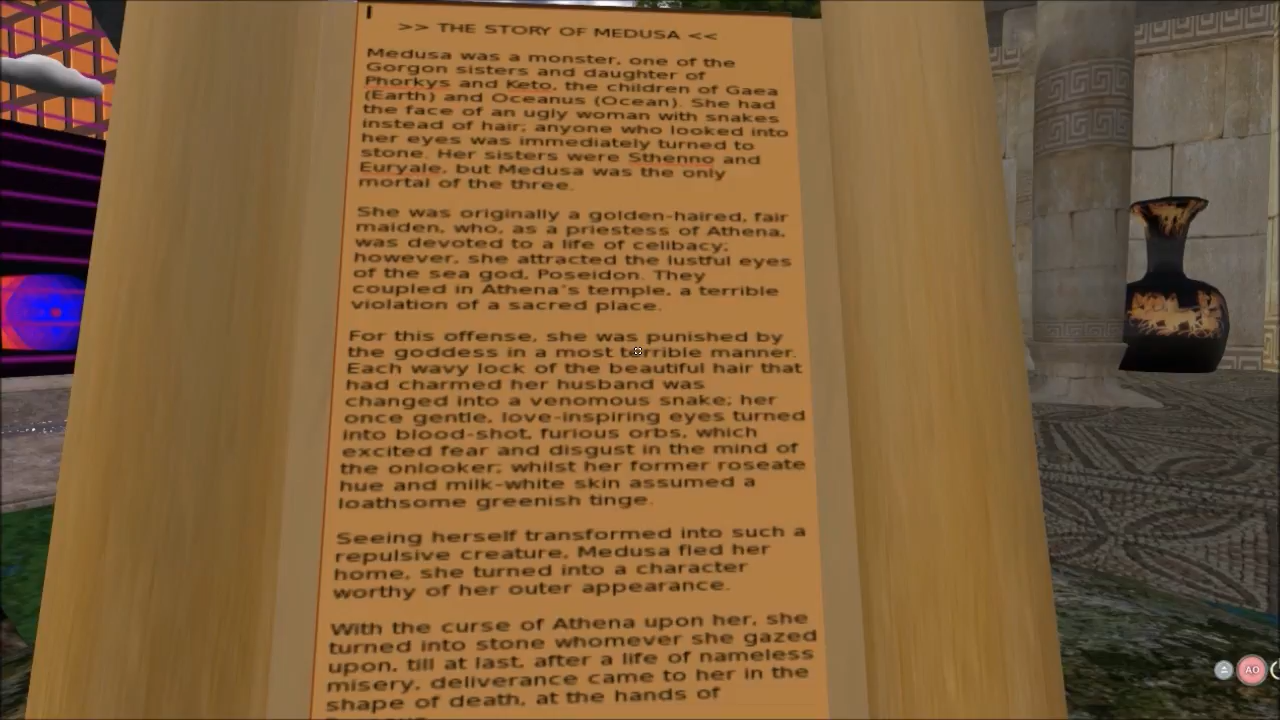 >> THE STORY OF MEDUSA <<
Medusa was a monster, one of the
Gorgon sisters and daughter of
Phorkys and Keto, the children of Gaea
(Earth) and Oceanus (Ocean). She had
the face of an ugly woman with snakes
instead of hair; anyone who looked into
her eyes was immediately turned to
stone. Her sisters were Sthenno and
Euryale, but Medusa was the only
mortal of the three.
She was originally a golden-haired, fair
maiden, who, as a priestess of Athena,
was devoted to a life of celibacy;
however, she attracted the lustful eyes
of the sea god, Poseidon. They
coupled in Athena's temple, a terrible
violation of a sacred place.
For this offense, she was punished by
the goddess in a most terrible manner.
Each wavy lock of the beautiful hair that
had charmed her husband was
changed into a venomous snake; her
once gentle, love-inspiring eyes turned
into blood-shot, furious orbs, which
excited fear and disgust in the mind of
the onlooker; whilst her former roseate
hue and milk-white skin assumed a
loathsome greenish tinge.
Seeing herself transformed into such a
repulsive creature, Medusa fled her
home, she turned into a character
worthy of her outer appearance.
With the curse of Athena upon her, she
turned into stone whomever she gazed
upon, till at last, after a life of nameless
misery, deliverance came to her in the
shape of death, at the hands of
AO